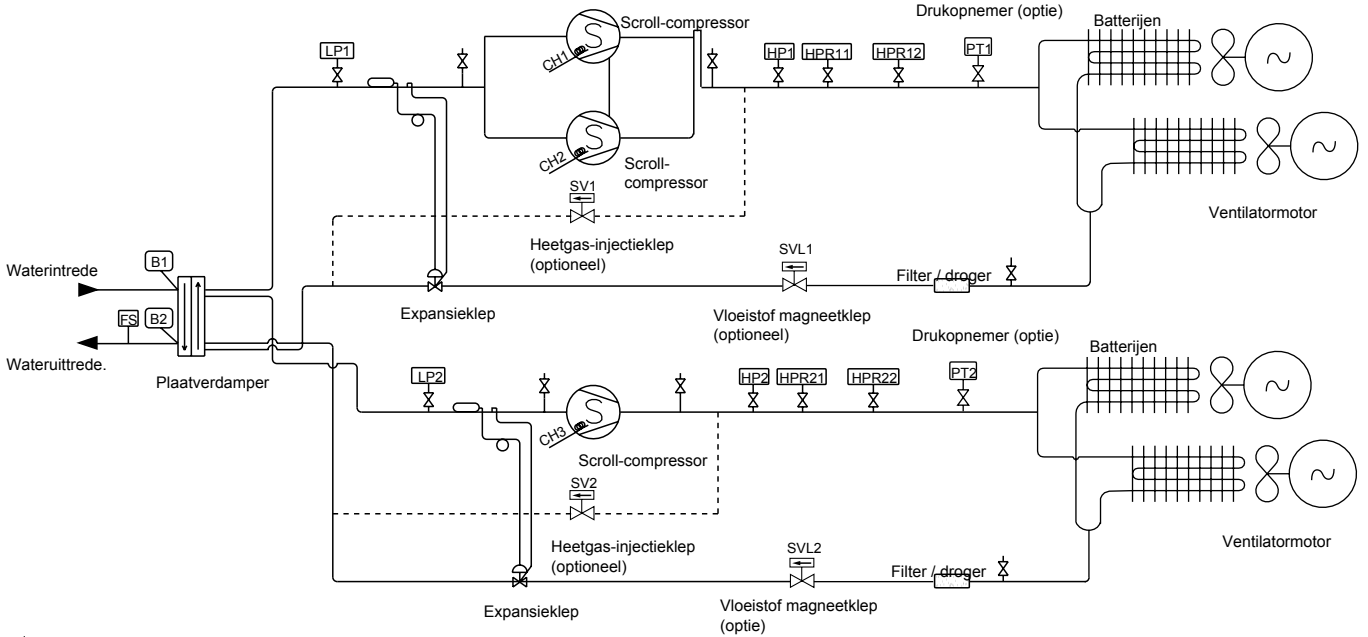 Scroll-compressor
Drukopnemer (optie)
Batterijen
LP1
CH1
HP1
HPR11
HPR12
PT1
CH2
Scroll-
compressor
SV1
Ventilatormotor
Heetgas-injectieklep
(optioneel)
SVL1
Waterintrede
B1
Filter / droger
FS
B2
Expansieklep
Vloeistof magneetklep
(optioneel)
Drukopnemer (optie)
Wateruittrede.
Batterijen
Plaatverdamper
LP2
HP2
HPR21
HPR22
PT2
CH3
Scroll-compressor
SV2
Heetgas-injectieklep
(optioneel)
SVL2
Ventilatormotor
Filter / droger
Expansieklep
Vloeistof magneetklep
(optie)